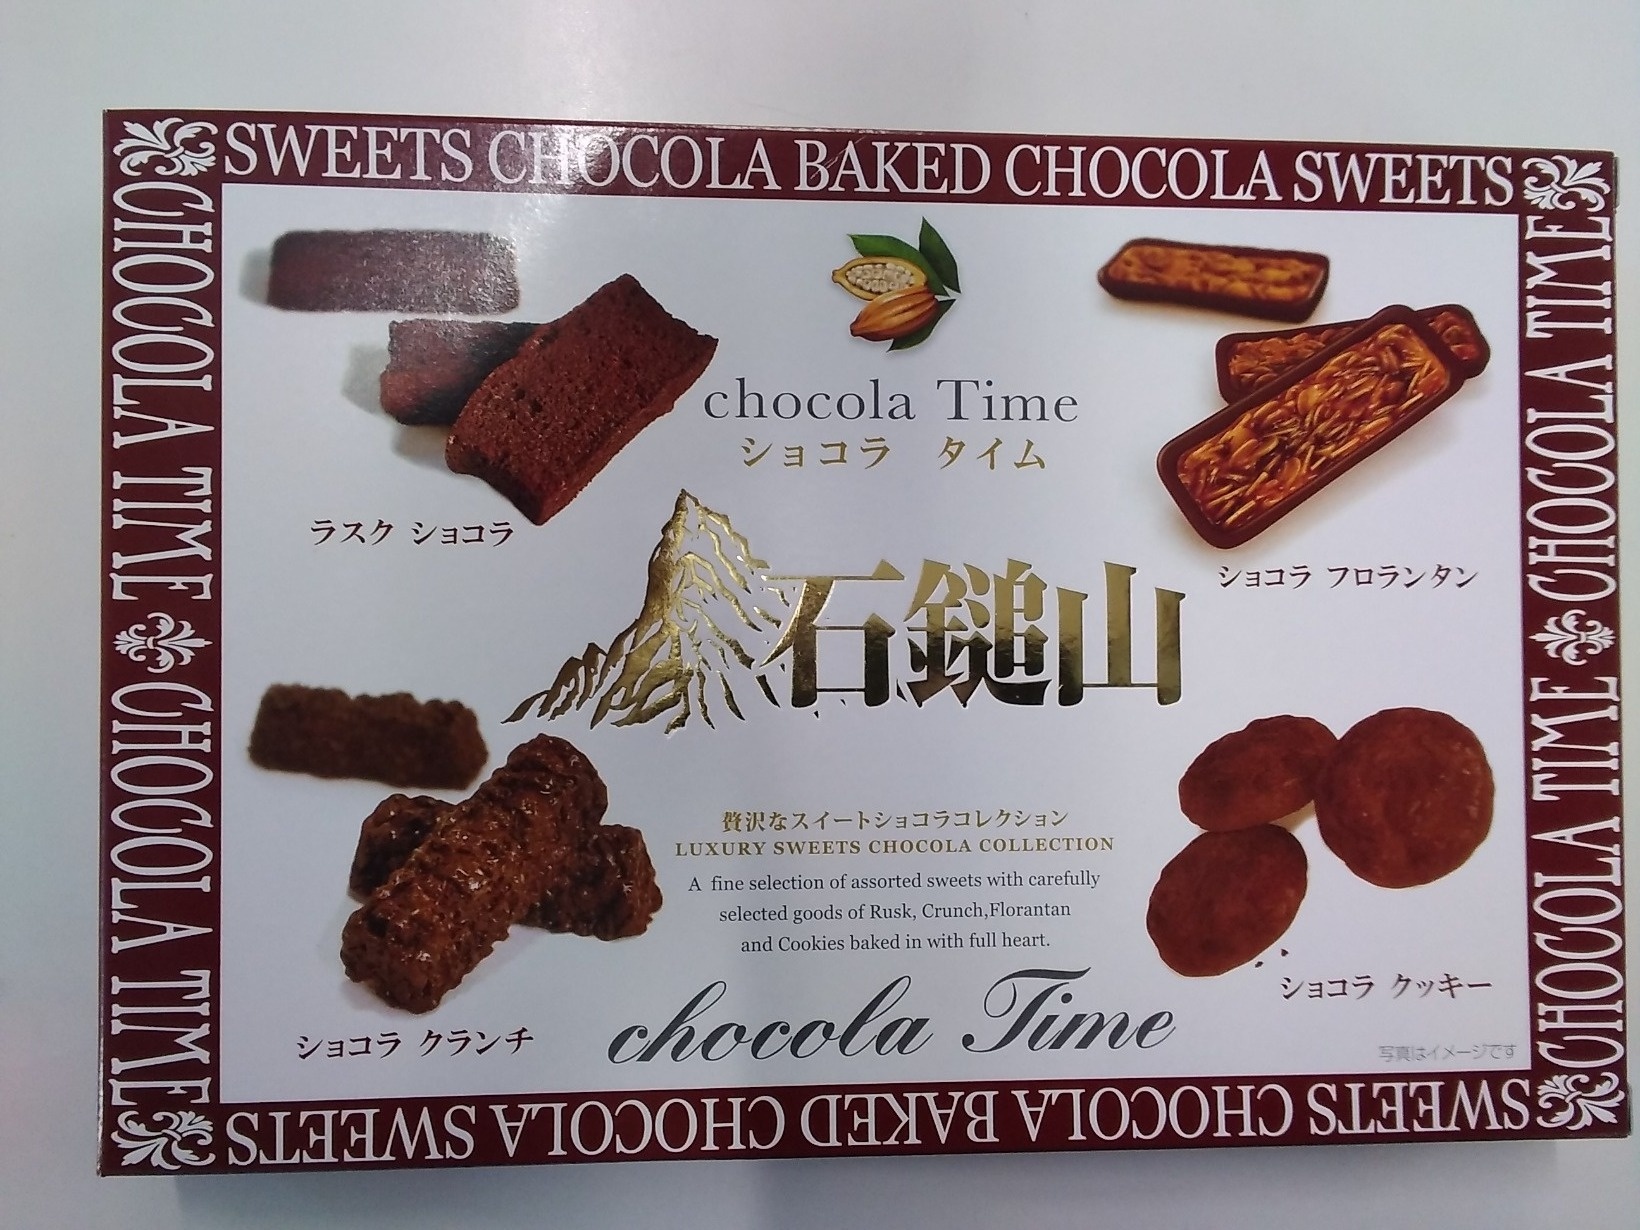 SWEETS CHOCOLA BAKED CHOCOLA SWEETS
CHOCOLA TIME CHOCOLA TIME
CHOCOLA TIME CHOCOLA TIME
chocola Time
ショコラ タイム
ラスク ショコラ
ショコラ フロランタン
石鎚山
贅沢なスイートショコラコレクション
LUXURY SWEETS CHOCOLA COLLECTION
A fine selection of assorted sweets with carefully
selected goods of Rusk, Crunch,Florantan
and Cookies baked in with full heart.
ショコラ クッキー
ショコラ クランチ
chocola Time
写真はイメージです
SWEETS CHOCOLA BAKED CHOCOLA SWEETS